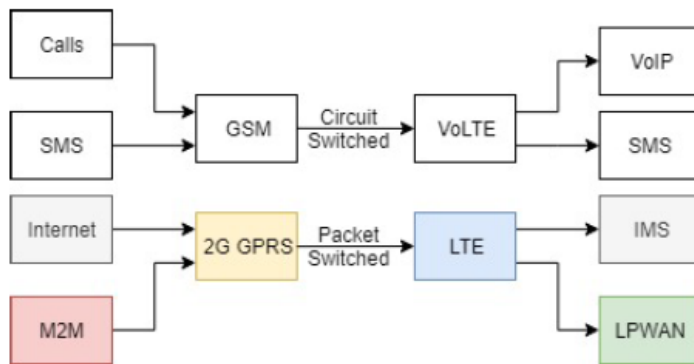 Calls
VoIP
GSM
Circuit
Switched
VoLTE
SMS
SMS
Internet
IMS
2G GPRS
Packet
Switched
LTE
M2M
LPWAN